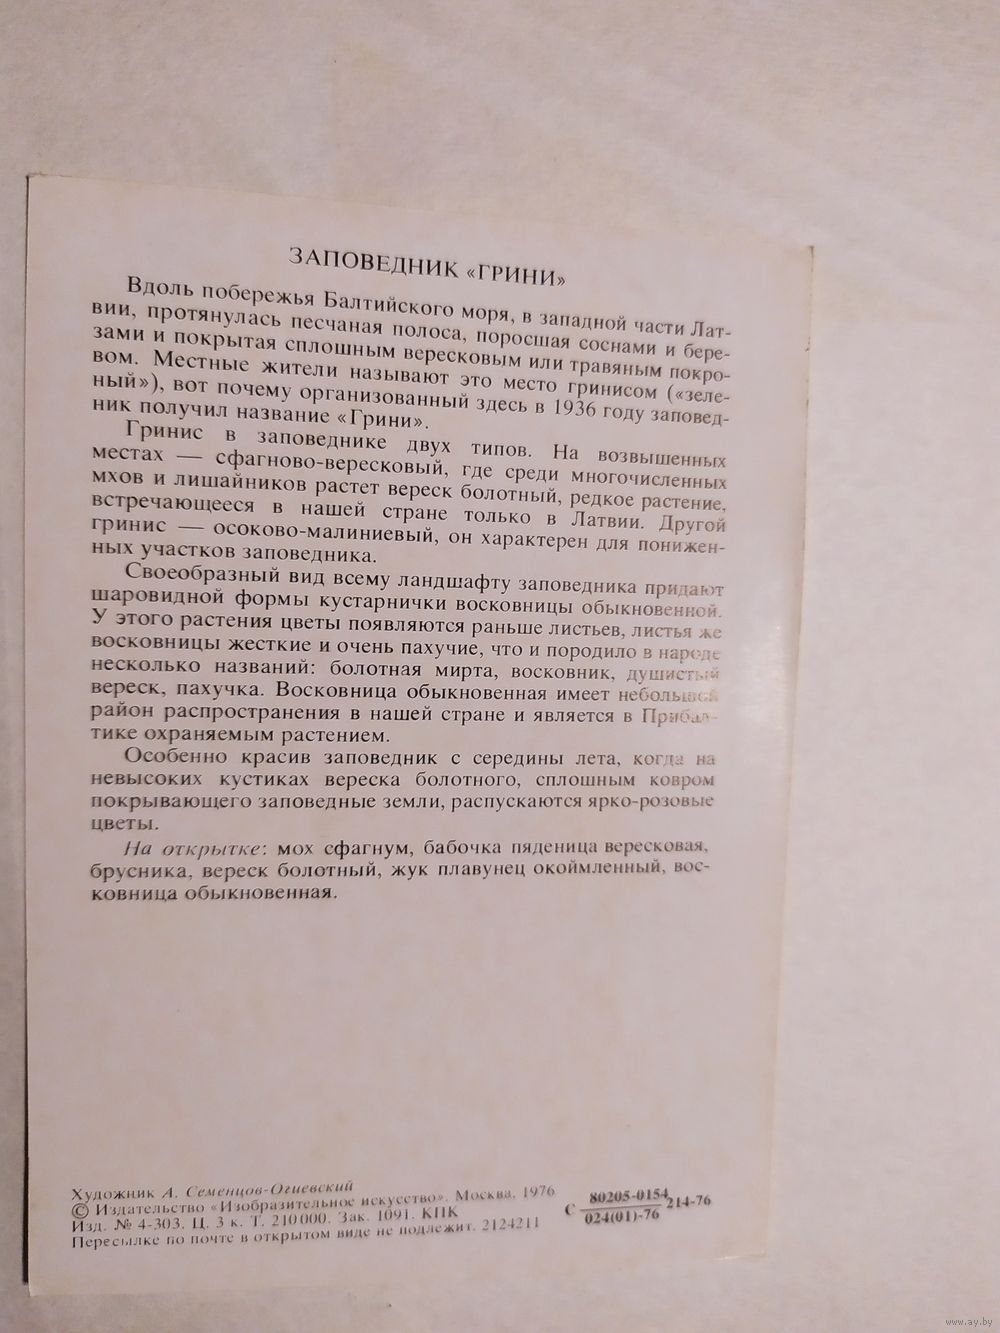 ЗАПОВЕДНИК «ГРИНИ»
Вдоль побережья Балтийского моря, в западной части Лат-
вии, протянулась песчаная полоса, поросшая соснами и бере-
зами и покрытая сплошным вересковым или травяным покро-
вом. Местные жители называют это место гринисом («зеле-
ный»), вот почему организованный здесь в 1936 году заповед-
ник получил название «Грини».
Гринис в заповеднике двух типов. На возвышенных
местах — сфагново-вересковый, где среди многочисленных
мхов и лишайников растет вереск болотный, редкое растение,
встречающееся в нашей стране только в Латвии. Другой
гринис — осоково-малиниевый, он характерен для понижен-
ных участков заповедника.
Своеобразный вид всему ландшафту заповедника придают
шаровидной формы кустарнички восковницы обыкновенной.
У этого растения цветы появляются раньше листьев, листья же
восковницы жесткие и очень пахучие, что и породило в народе
несколько названий: болотная мирта, восковник, душистый
вереск, пахучка. Восковница обыкновенная имеет небольшой
район распространения в нашей стране и является в Прибал-
тике охраняемым растением.
Особенно красив заповедник с середины лета, когда на
невысоких кустиках вереска болотного, сплошным ковром
покрывающего заповедные земли, распускаются ярко-розовые
цветы.
На открытке: мох сфагнум, бабочка пяденица вересковая,
брусника, вереск болотный, жук плавунец окоймленный, вос-
ковница обыкновенная.
Художник А. Семенцов-Огиевский
© Издательство «Изобразительное искусство». Москва. 1976
Изд. № 4-303. Ц. 3 к. Т. 210 000. Зак. 1091. КПК
Пересылке по почте в открытом виде не подлежит. 2124211
С 80205-0154 214-76
024(01)-76
www.ay.by